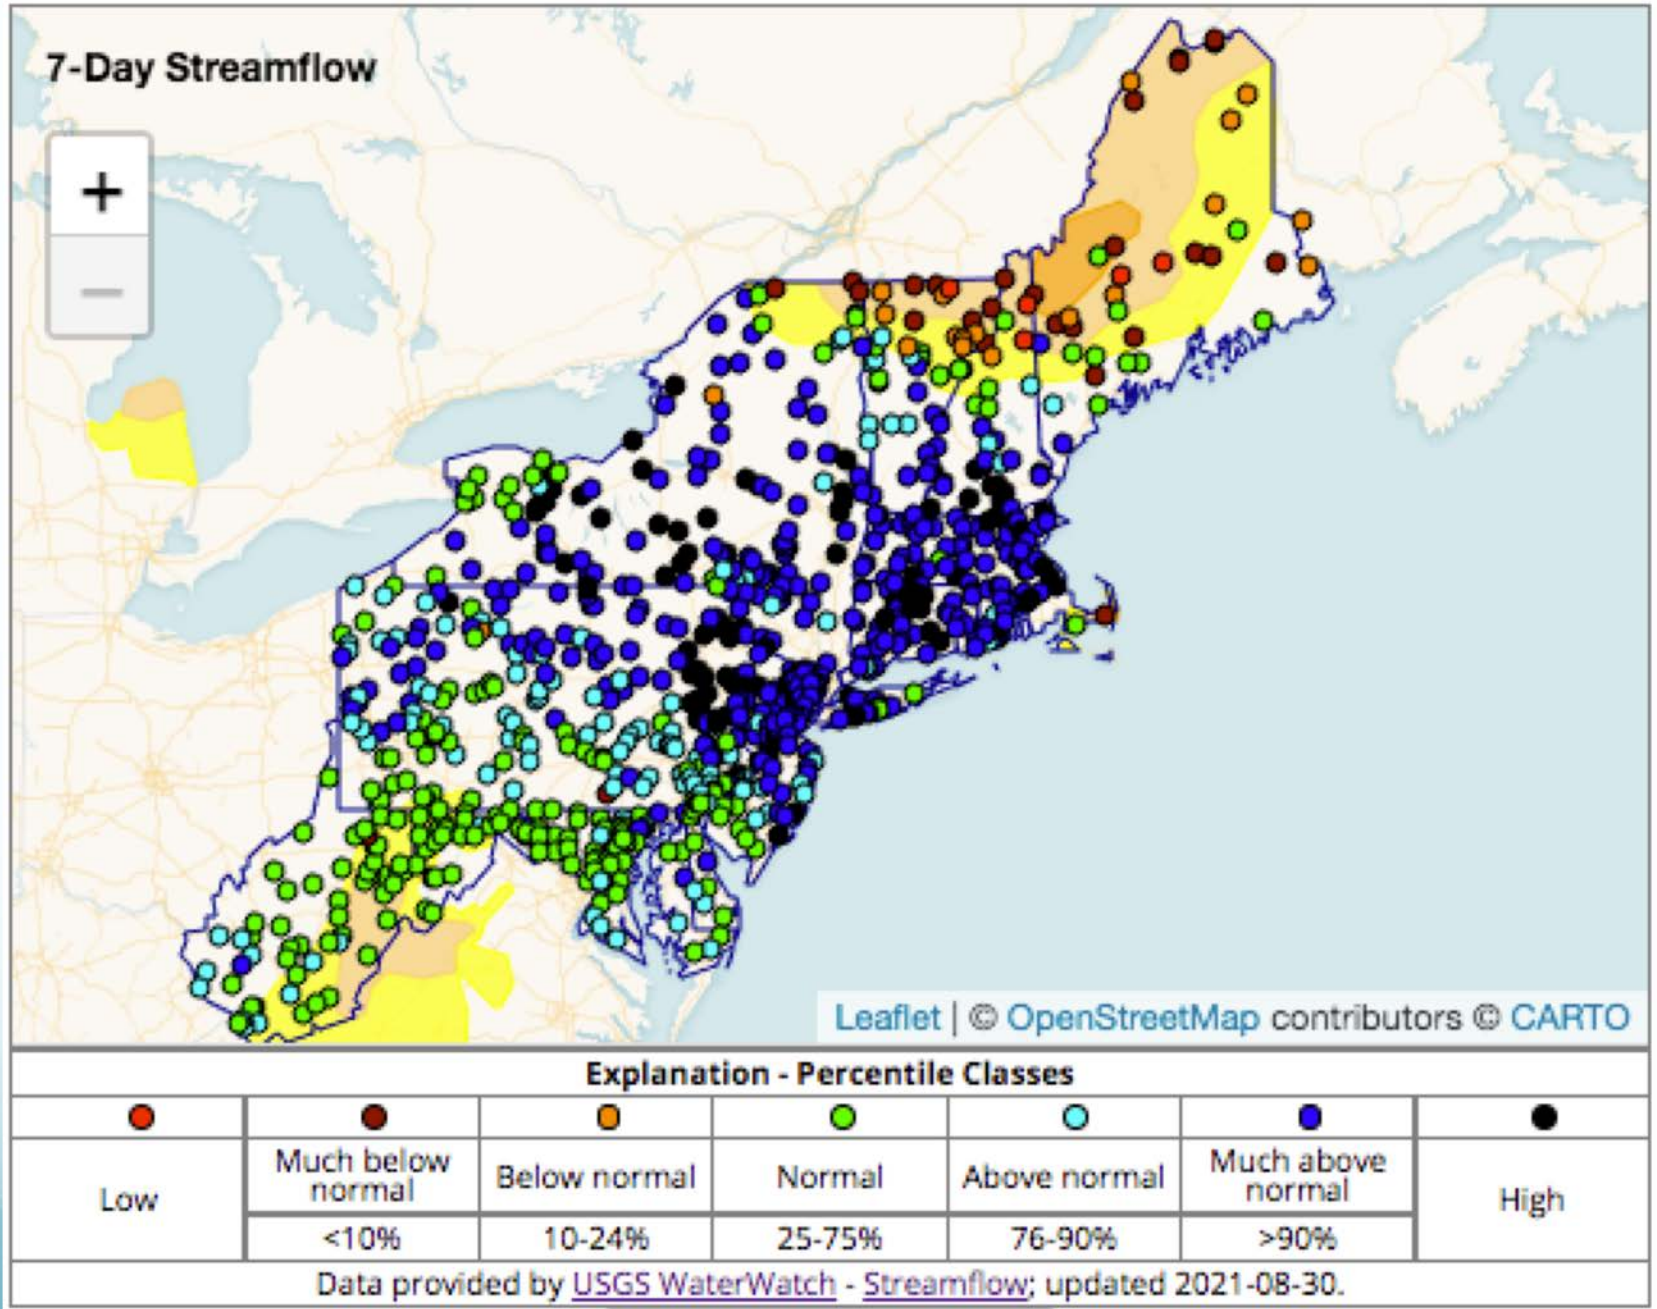 7-Day Streamflow
+
−
Leaflet | © OpenStreetMap contributors © CARTO
Explanation - Percentile Classes
Low
Much below normal
Below normal
Normal
Above normal
Much above normal
High
<10%
10-24%
25-75%
76-90%
>90%
Data provided by USGS WaterWatch - Streamflow; updated 2021-08-30.